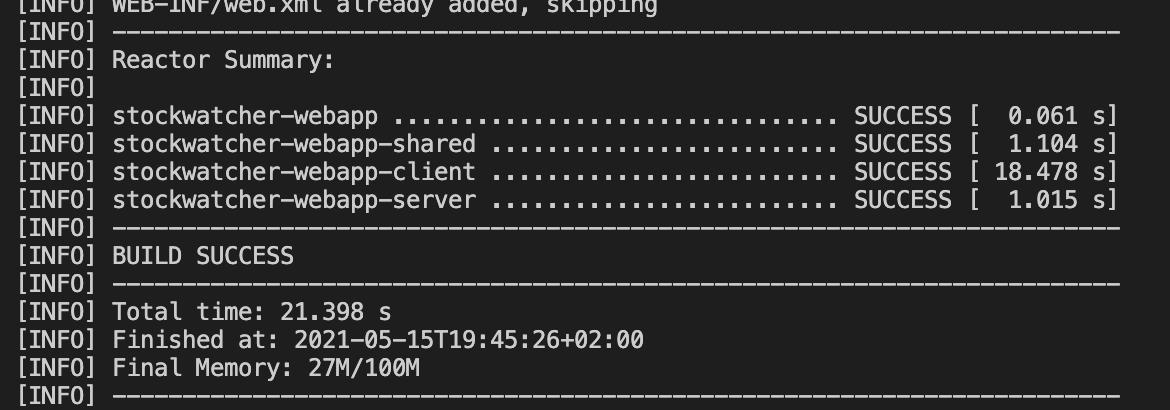 [INFO] WEB-INF/web.xml already added, skipping
[INFO] ------------------------------------------------------------------------
[INFO] Reactor Summary:
[INFO]
[INFO] stockwatcher-webapp ................................ SUCCESS [  0.061 s]
[INFO] stockwatcher-webapp-shared ......................... SUCCESS [  1.104 s]
[INFO] stockwatcher-webapp-client ......................... SUCCESS [ 18.478 s]
[INFO] stockwatcher-webapp-server ......................... SUCCESS [  1.015 s]
[INFO] ------------------------------------------------------------------------
[INFO] BUILD SUCCESS
[INFO] ------------------------------------------------------------------------
[INFO] Total time: 21.398 s
[INFO] Finished at: 2021-05-15T19:45:26+02:00
[INFO] Final Memory: 27M/100M
[INFO] ------------------------------------------------------------------------